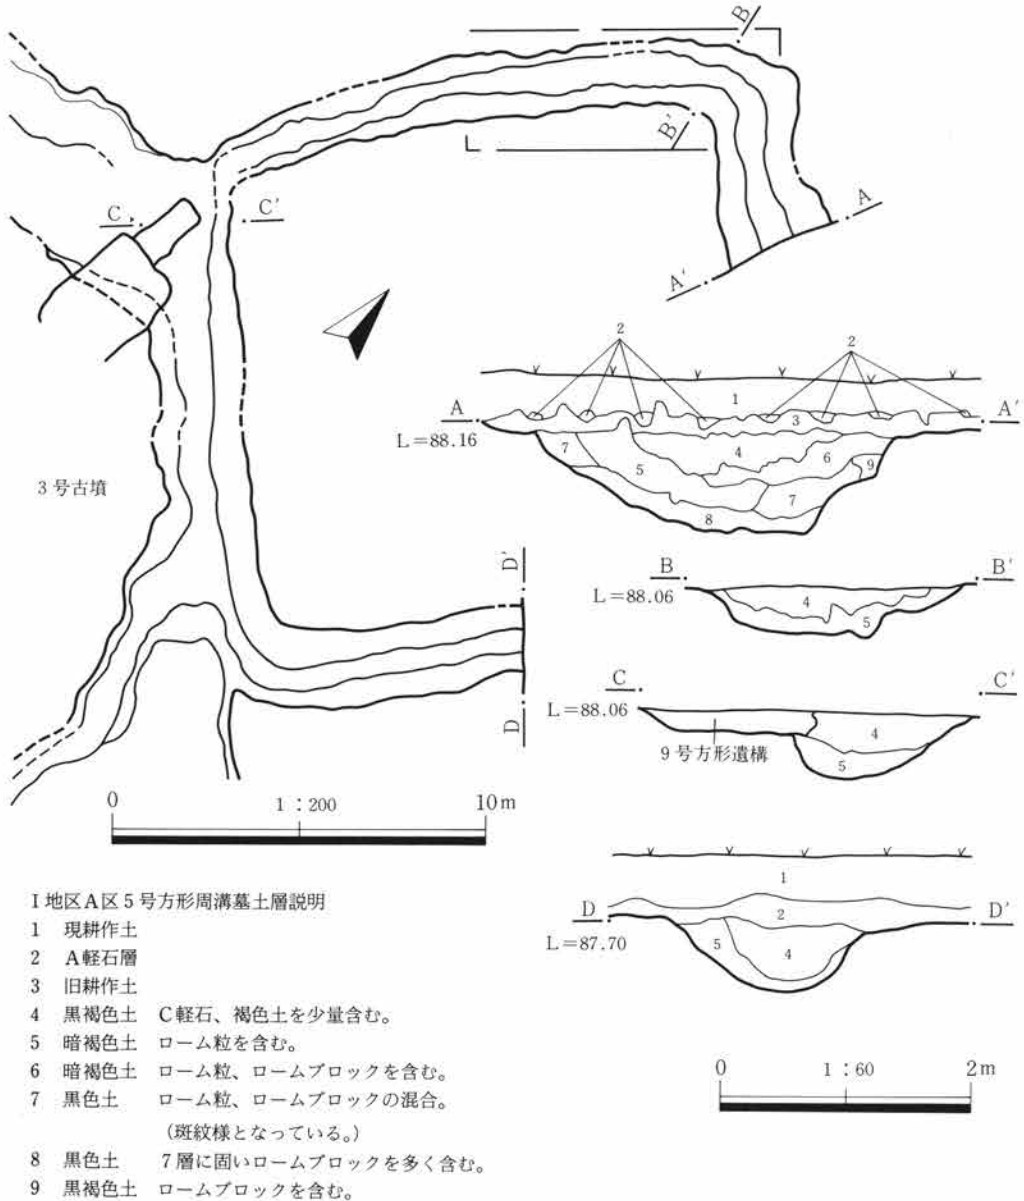 B
B'
A
A'
C
C'
3号古墳
D'
D
2 2
1
A A'
L=88.16
3
7 4 6 9
5 7
8
B B'
L=88.06
4
5
C C'
L=88.06
4
9号方形遺構
5
0 1:200 10m
1
2
D D'
L=87.70
5 4
0 1:60 2m
I地区A区5号方形周溝墓土層説明
1 現耕作土
2 A軽石層
3 旧耕作土
4 黒褐色土 C軽石、褐色土を少量含む。
5 暗褐色土 ローム粒を含む。
6 暗褐色土 ローム粒、ロームブロックを含む。
7 黒色土 ローム粒、ロームブロックの混合。
(斑紋様となっている。)
8 黒色土 7層に固いロームブロックを多く含む。
9 黒褐色土 ロームブロックを含む。